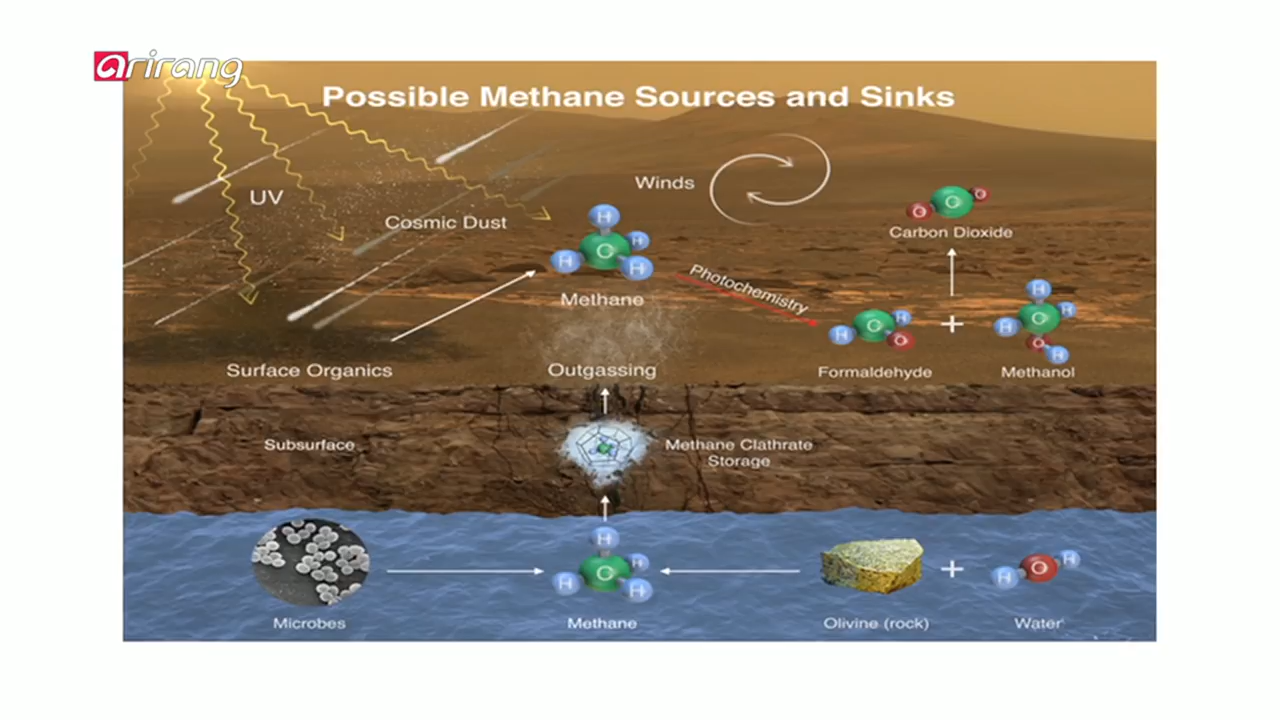 arirang
Possible Methane Sources and Sinks
UV
Cosmic Dust
Winds
H
H
H
H
C
Methane
Photochemistry
O
C
O
Carbon Dioxide
H
C
H
O
Formaldehyde
+
H
H
H
C
O
H
Methanol
Surface Organics
Outgassing
Subsurface
Methane Clathrate
Storage
Microbes
H
H
H
H
C
Methane
Olivine (rock)
+
H
O
H
Water